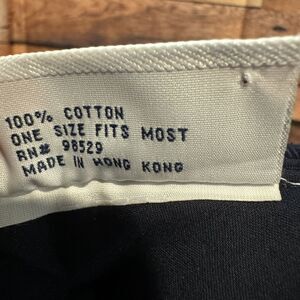 100% COTTON
ONE SIZE FITS MOST
RN# 98529
MADE IN HONG KONG